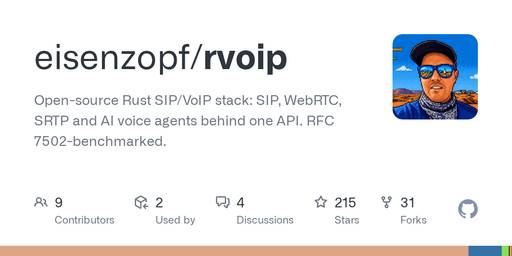 eisenzopf/rvoip
Open-source Rust SIP/VoIP stack: SIP, WebRTC,
SRTP and AI voice agents behind one API. RFC
7502-benchmarked.
9 2 4 215 31
Contributors Used by Discussions Stars Forks